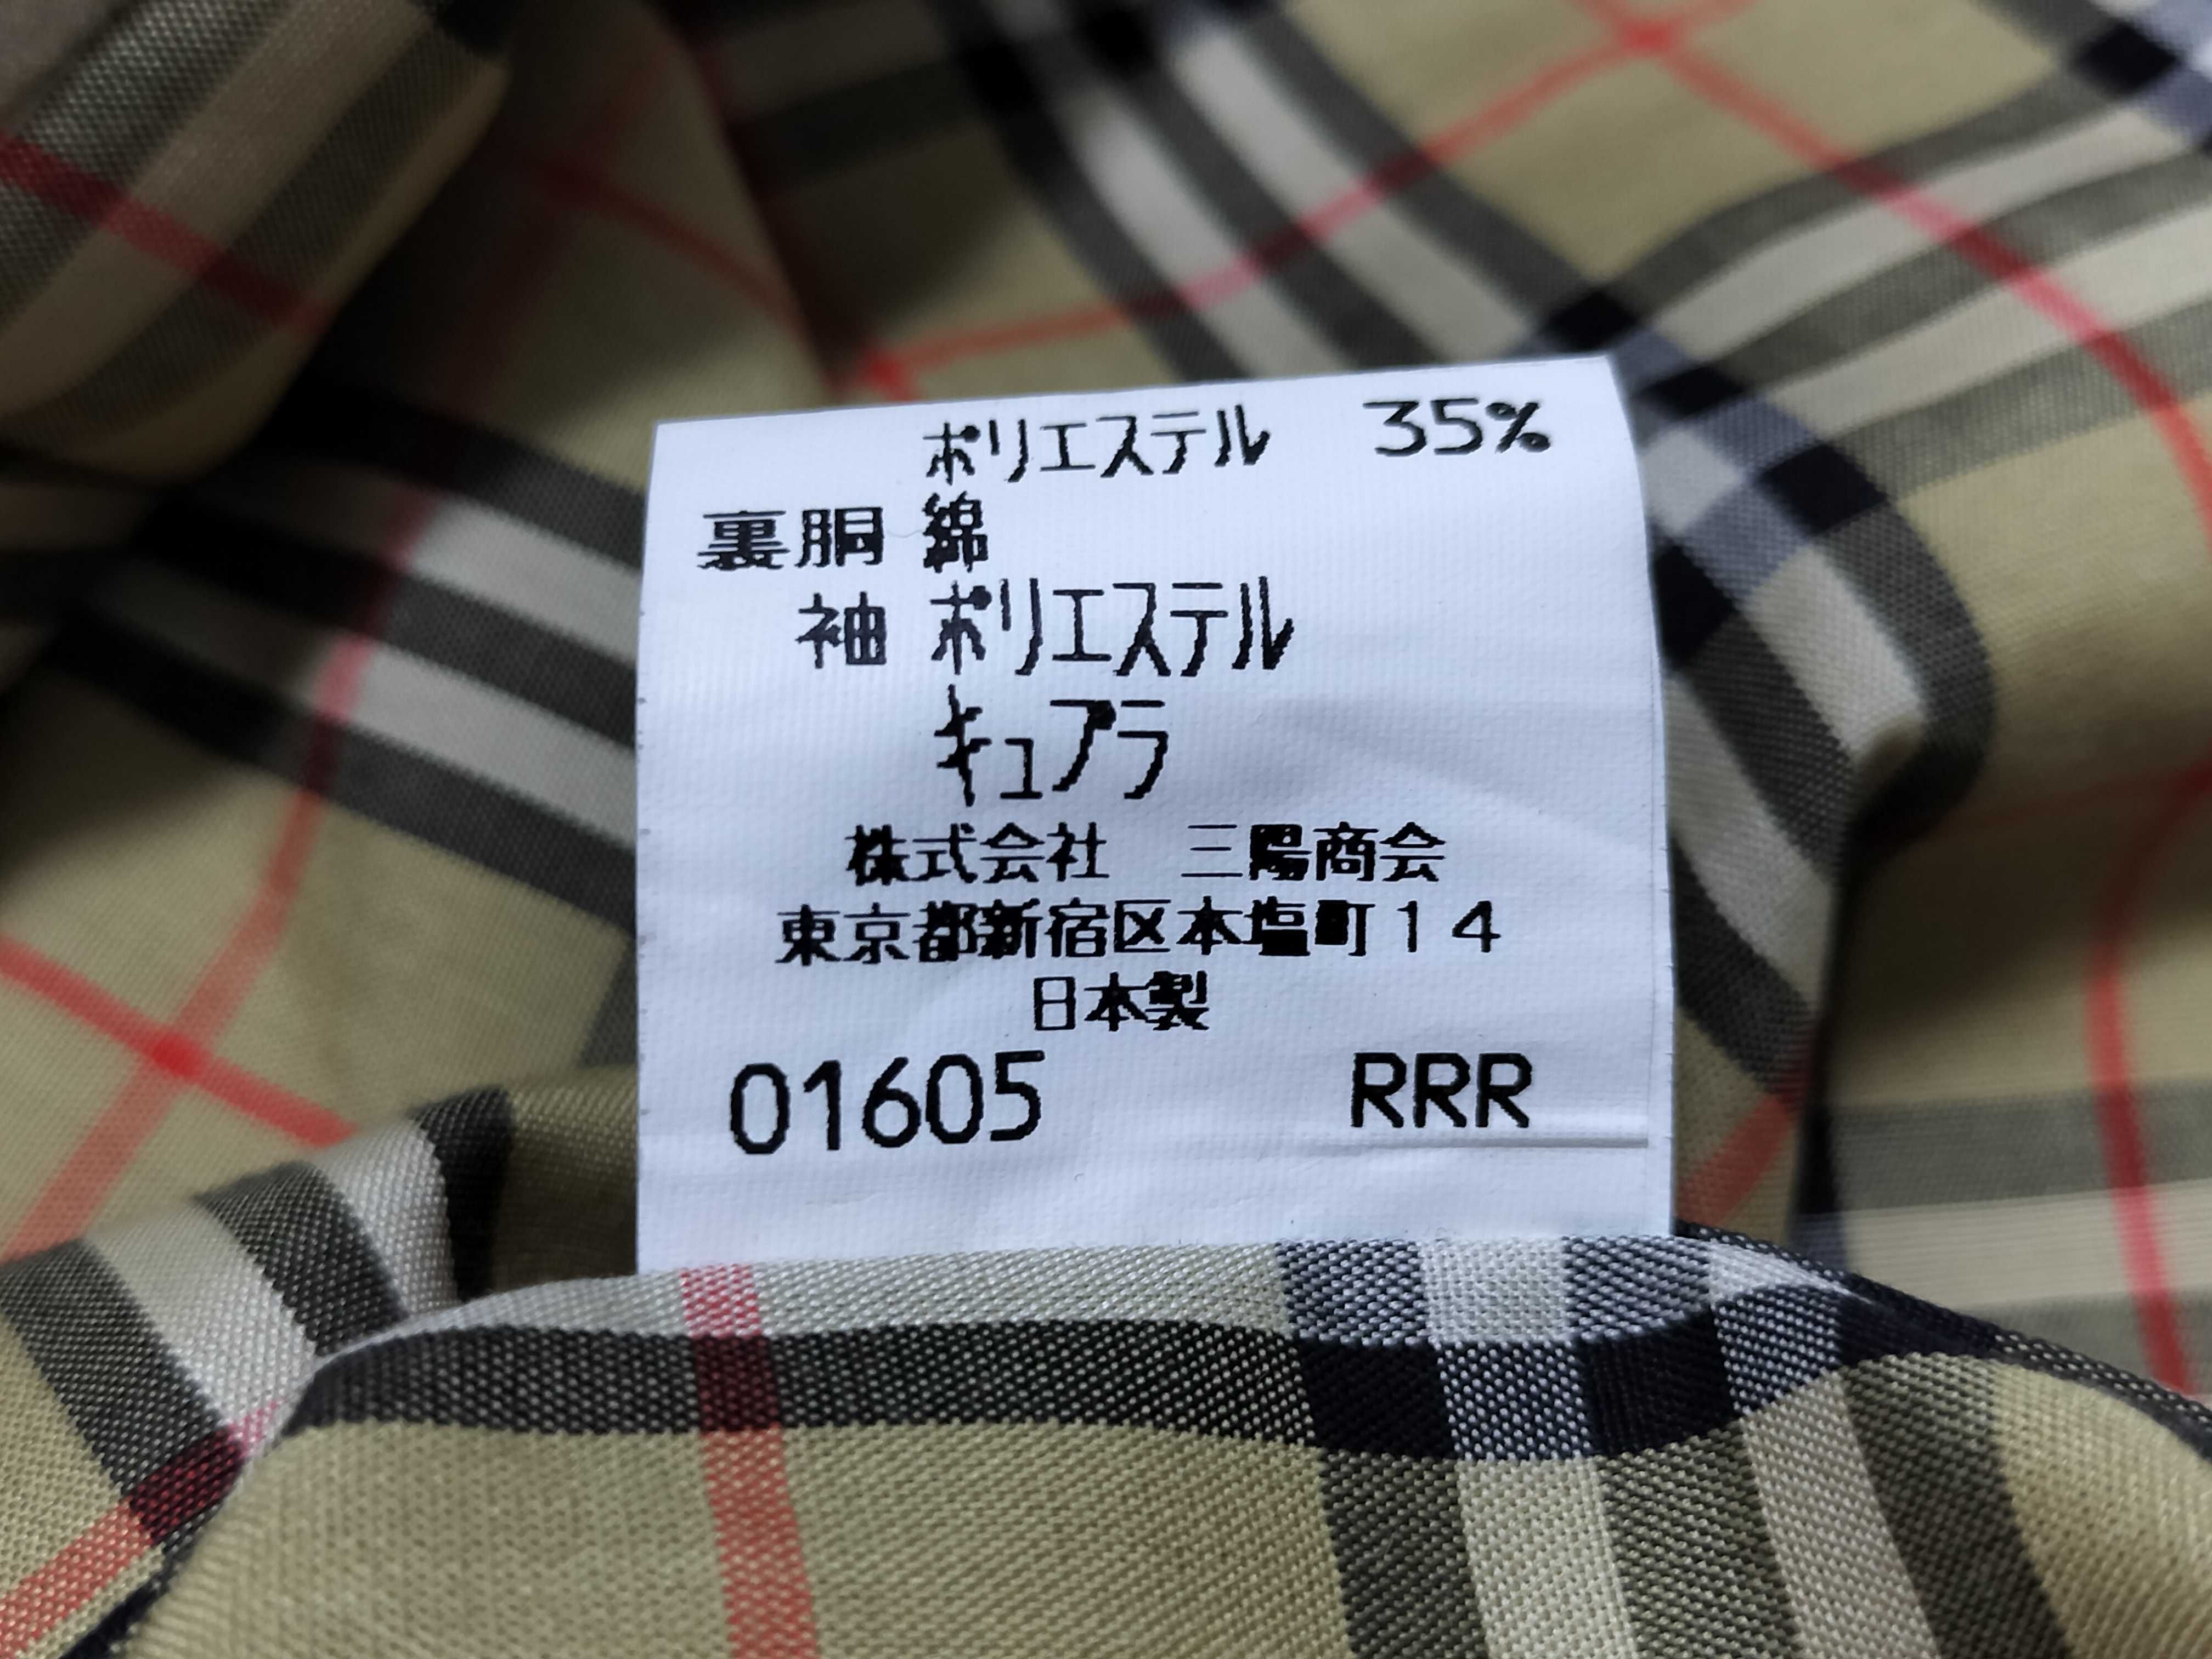 ポリエステル 35%
裏胴 綿
袖 ポリエステル
キュプラ
株式会社 三陽商会
東京都新宿区本塩町14
日本製
01605 RRR